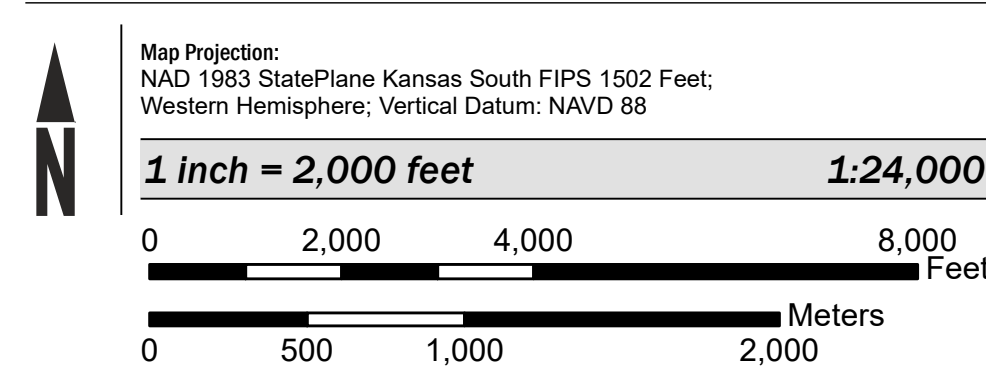 Map Projection:
NAD 1983 StatePlane Kansas South FIPS 1502 Feet;
Western Hemisphere; Vertical Datum: NAVD 88
N
1 inch = 2,000 feet 1:24,000
0 2,000 4,000 8,000
Feet
Meters
0 500 1,000 2,000